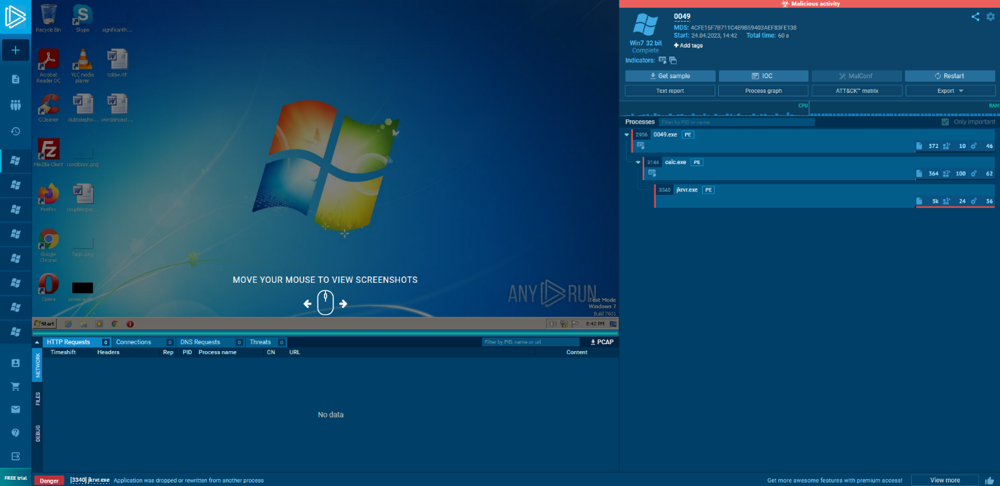 Malicious activity
Recycle Bin
Skype
significanth...
Acrobat Reader DC
VLC media player
toldw.rtf
CCleaner
clubtelepho...
wordsincest...
FileZilla Client
conditionr.png
Firefox
Google Chrome
Opera
MOVE YOUR MOUSE TO VIEW SCREENSHOTS
ANY RUN
Test Mode
Windows 7
Build 7601
Start
8:42 PM
0049
MD5: 4CFE15F7B711C4B9B59403AEF83FE138
Start: 24.04.2023, 14:42 Total time: 60 s
Add tags
Win7 32 bit
Complete
Indicators:
Get sample
IOC
MalConf
Restart
Text report
Process graph
ATT&CK™ matrix
Export
CPU
RAM
Processes
Filter by PID or name
Only important
2956 0049.exe PE
372 10 46
3144 calc.exe PE
364 100 62
3340 jkrvr.exe PE
5k 24 36
HTTP Requests 0
Connections 0
DNS Requests 0
Threats 0
Filter by PID, name or url
PCAP
Timeshift Headers Rep PID Process name CN URL Content
NETWORK
FILES
DEBUG
No data
FREE trial
Danger [3340] jkrvr.exe Application was dropped or rewritten from another process
Get more awesome features with premium access!
View more